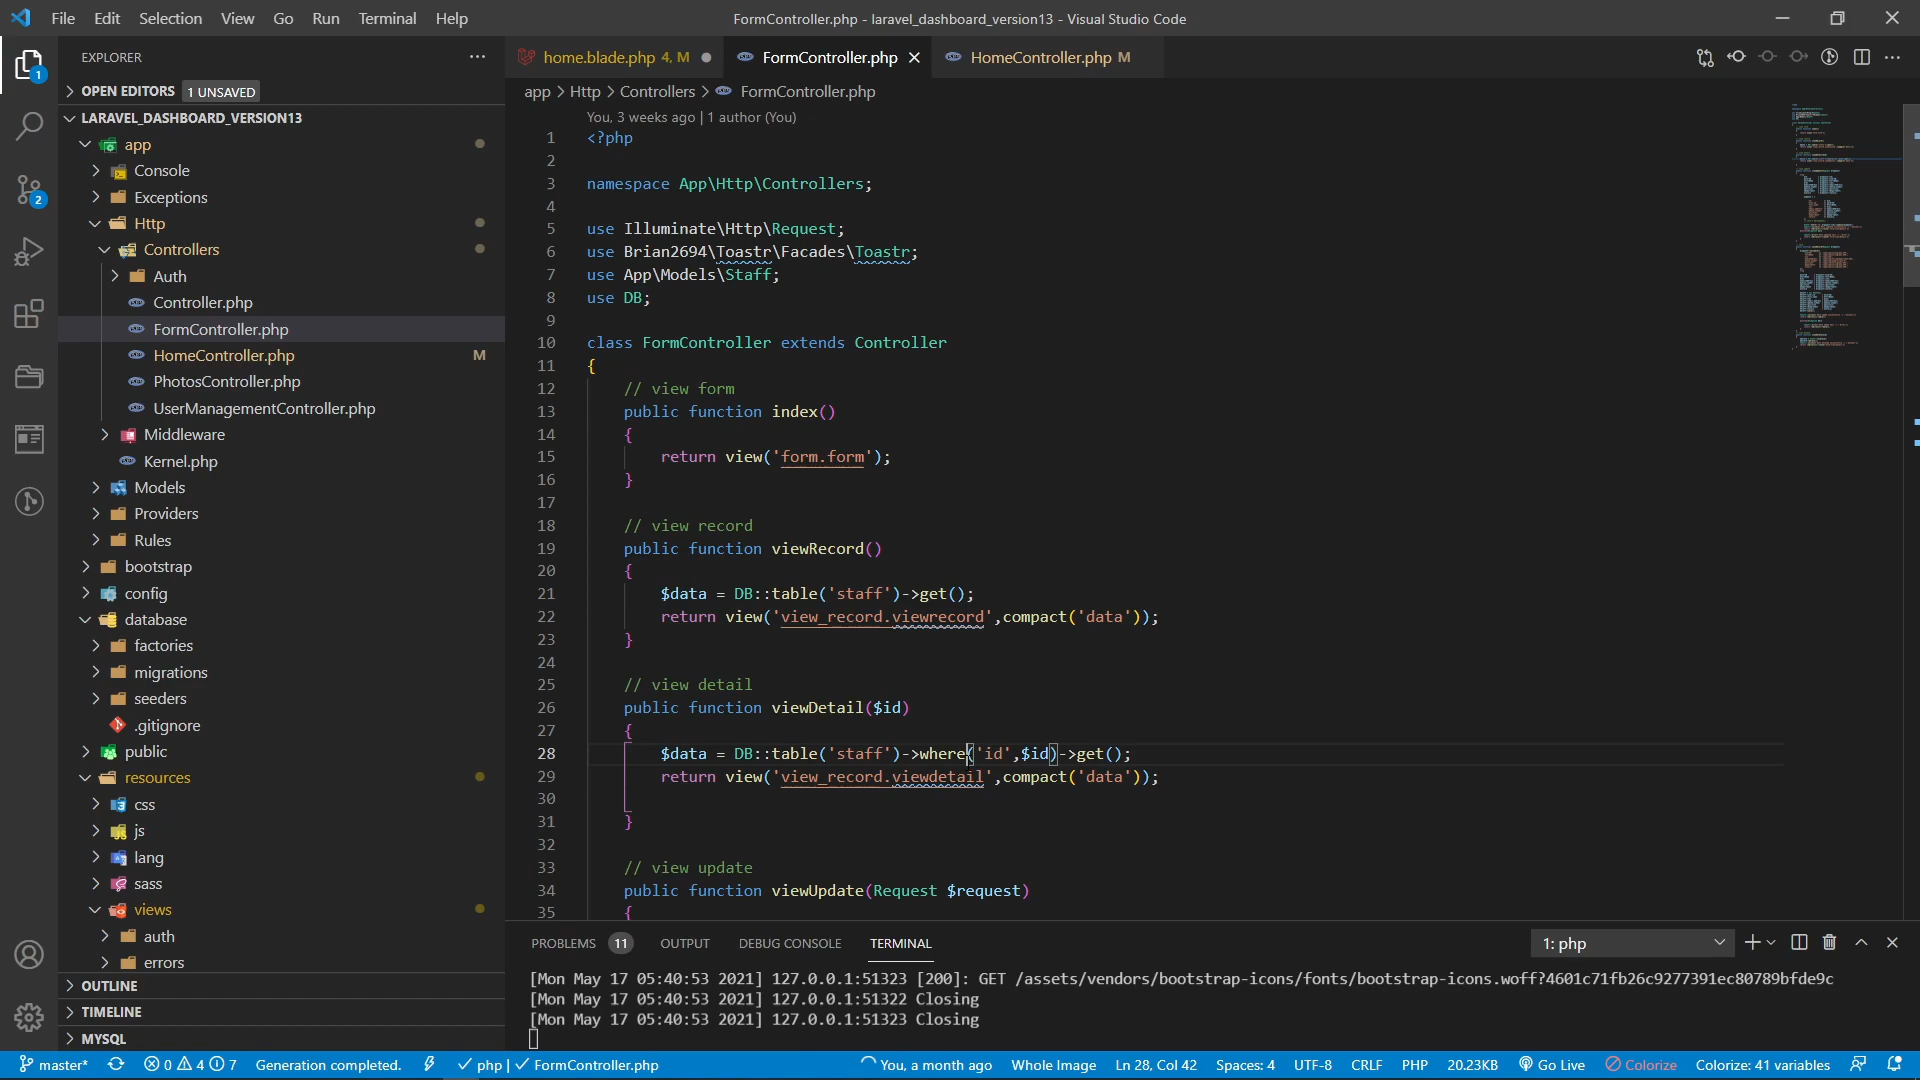 File Edit Selection View Go Run Terminal Help
FormController.php - laravel_dashboard_version13 - Visual Studio Code
EXPLORER
home.blade.php 4, M
FormController.php
HomeController.php M
OPEN EDITORS 1 UNSAVED
app > Http > Controllers > FormController.php
LARAVEL_DASHBOARD_VERSION13
app
Console
Exceptions
Http
Controllers
Auth
Controller.php
FormController.php
HomeController.php M
PhotosController.php
UserManagementController.php
Middleware
Kernel.php
Models
Providers
Rules
bootstrap
config
database
factories
migrations
seeders
.gitignore
public
resources
css
js
lang
sass
views
auth
errors
OUTLINE
TIMELINE
MYSQL
1
2
You, 3 weeks ago | 1 author (You)
1 <?php
2
3 namespace App\Http\Controllers;
4
5 use Illuminate\Http\Request;
6 use Brian2694\Toastr\Facades\Toastr;
7 use App\Models\Staff;
8 use DB;
9
10 class FormController extends Controller
11 {
12 // view form
13 public function index()
14 {
15 return view('form.form');
16 }
17
18 // view record
19 public function viewRecord()
20 {
21 $data = DB::table('staff')->get();
22 return view('view_record.viewrecord',compact('data'));
23 }
24
25 // view detail
26 public function viewDetail($id)
27 {
28 $data = DB::table('staff')->where('id',$id)->get();
29 return view('view_record.viewdetail',compact('data'));
30
31 }
32
33 // view update
34 public function viewUpdate(Request $request)
35 {
PROBLEMS 11 OUTPUT DEBUG CONSOLE TERMINAL
1: php
[Mon May 17 05:40:53 2021] 127.0.0.1:51323 [200]: GET /assets/vendors/bootstrap-icons/fonts/bootstrap-icons.woff?4601c71fb26c9277391ec80789bfde9c
[Mon May 17 05:40:53 2021] 127.0.0.1:51322 Closing
[Mon May 17 05:40:53 2021] 127.0.0.1:51323 Closing
master* 0 4 7 Generation completed. php | FormController.php You, a month ago Whole Image Ln 28, Col 42 Spaces: 4 UTF-8 CRLF PHP 20.23KB Go Live Colorize Colorize: 41 variables